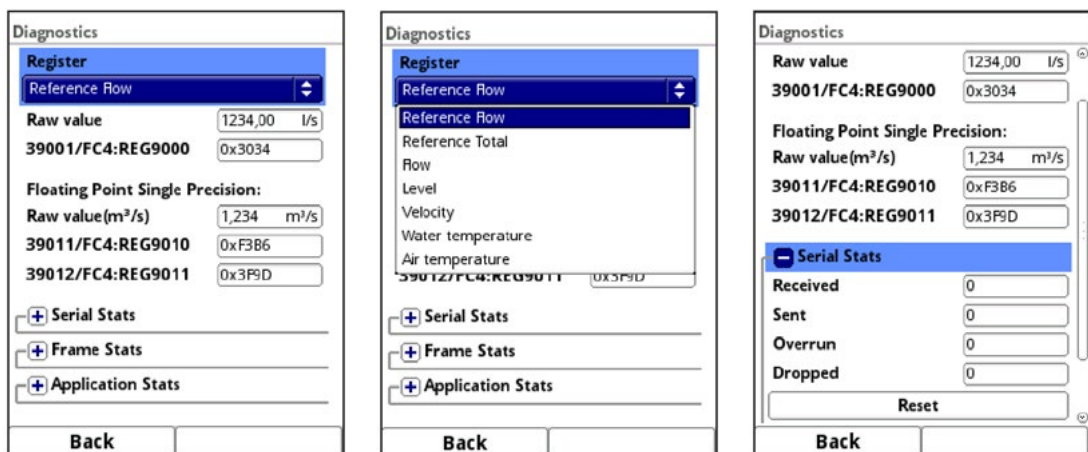 Diagnostics
Register
Reference Flow
Raw value 1234,00 l/s
39001/FC4:REG9000 0x3034
Floating Point Single Precision:
Raw value(m³/s) 1,234 m³/s
39011/FC4:REG9010 0xF3B6
39012/FC4:REG9011 0x3F9D
Serial Stats
Frame Stats
Application Stats
Back
Diagnostics
Register
Reference Flow
Reference Flow
Reference Total
Flow
Level
Velocity
Water temperature
Air temperature
39012/FC4:REG9011 0x3F9D
Serial Stats
Frame Stats
Application Stats
Back
Diagnostics
Raw value 1234,00 l/s
39001/FC4:REG9000 0x3034
Floating Point Single Precision:
Raw value(m³/s) 1,234 m³/s
39011/FC4:REG9010 0xF3B6
39012/FC4:REG9011 0x3F9D
Serial Stats
Received 0
Sent 0
Overrun 0
Dropped 0
Reset
Back